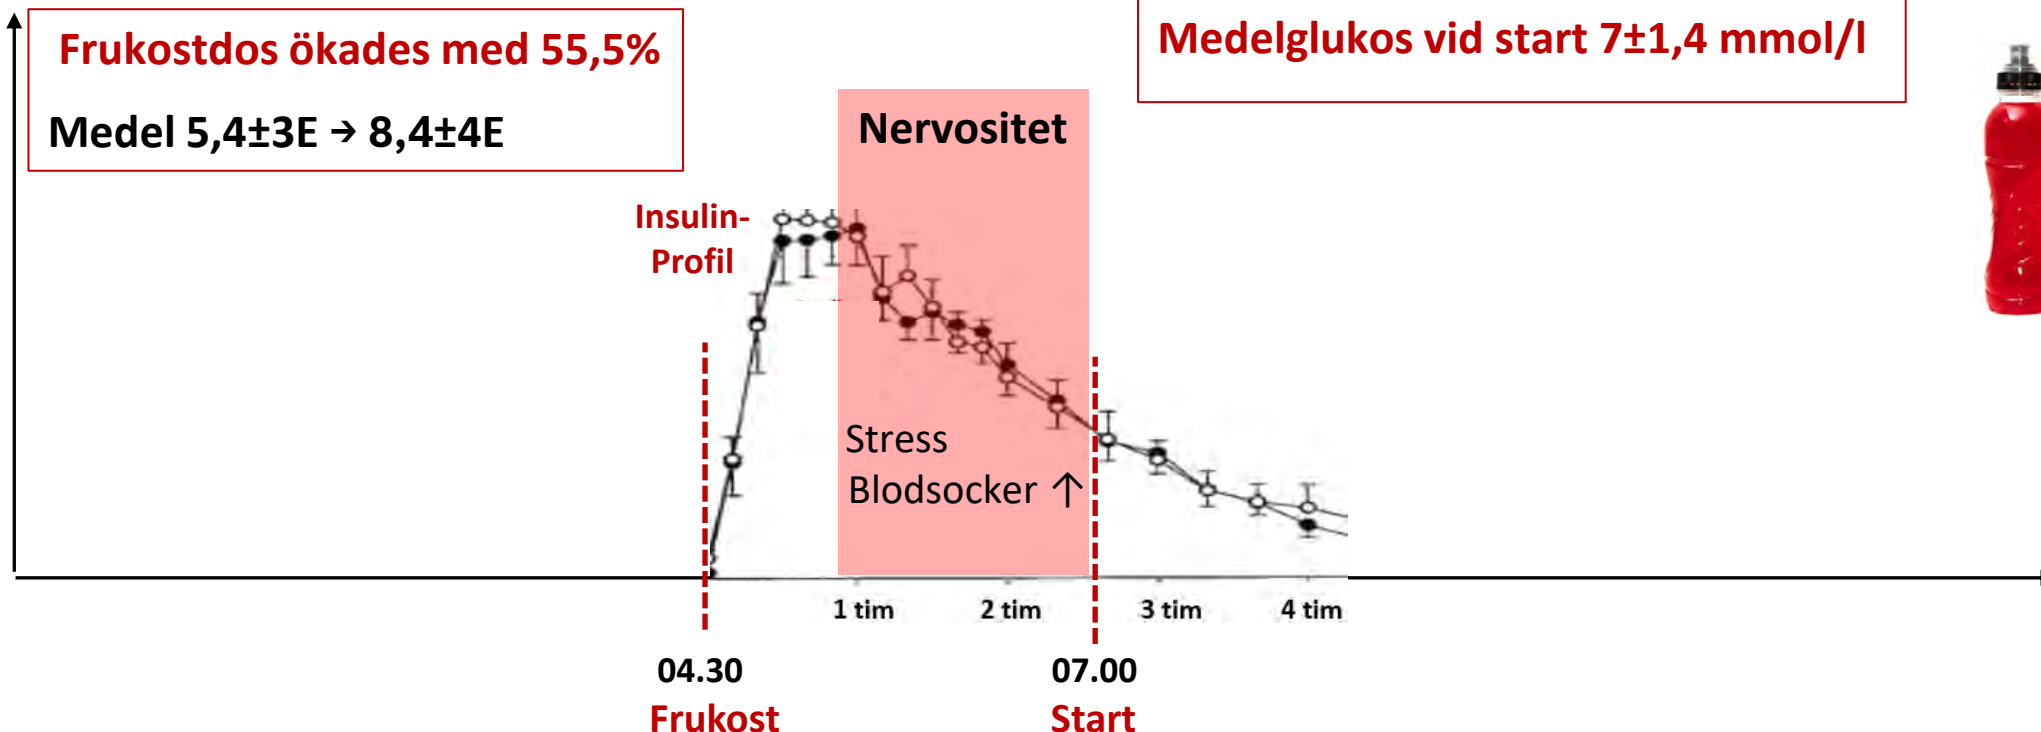 Frukostdos ökades med 55,5%
Medel 5,4±3E → 8,4±4E
Medelglukos vid start 7±1,4 mmol/l
Nervositet
Insulin-
Profil
Stress
Blodsocker ↑
1 tim
2 tim
3 tim
4 tim
04.30
Frukost
07.00
Start